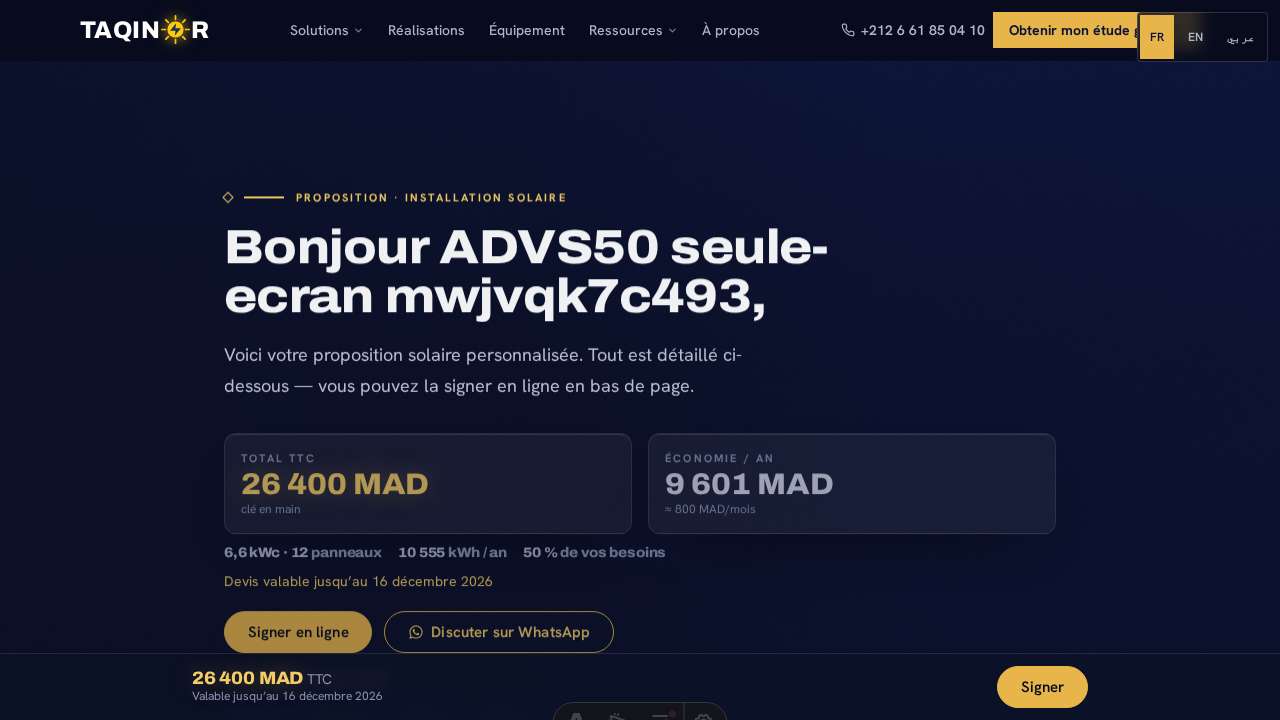 TAQINOR
Solutions
Réalisations
Équipement
Ressources
À propos
+212 6 61 85 04 10
Obtenir mon étude
FR
EN
عربي
PROPOSITION · INSTALLATION SOLAIRE
Bonjour ADVS50 seule-
ecran mwjvqk7c493,
Voici votre proposition solaire personnalisée. Tout est détaillé ci-
dessous — vous pouvez la signer en ligne en bas de page.
TOTAL TTC
26 400 MAD
clé en main
ÉCONOMIE / AN
9 601 MAD
≈ 800 MAD/mois
6,6 kWc · 12 panneaux 10 555 kWh / an 50 % de vos besoins
Devis valable jusqu’au 16 décembre 2026
Signer en ligne
Discuter sur WhatsApp
26 400 MAD TTC
Valable jusqu’au 16 décembre 2026
Signer